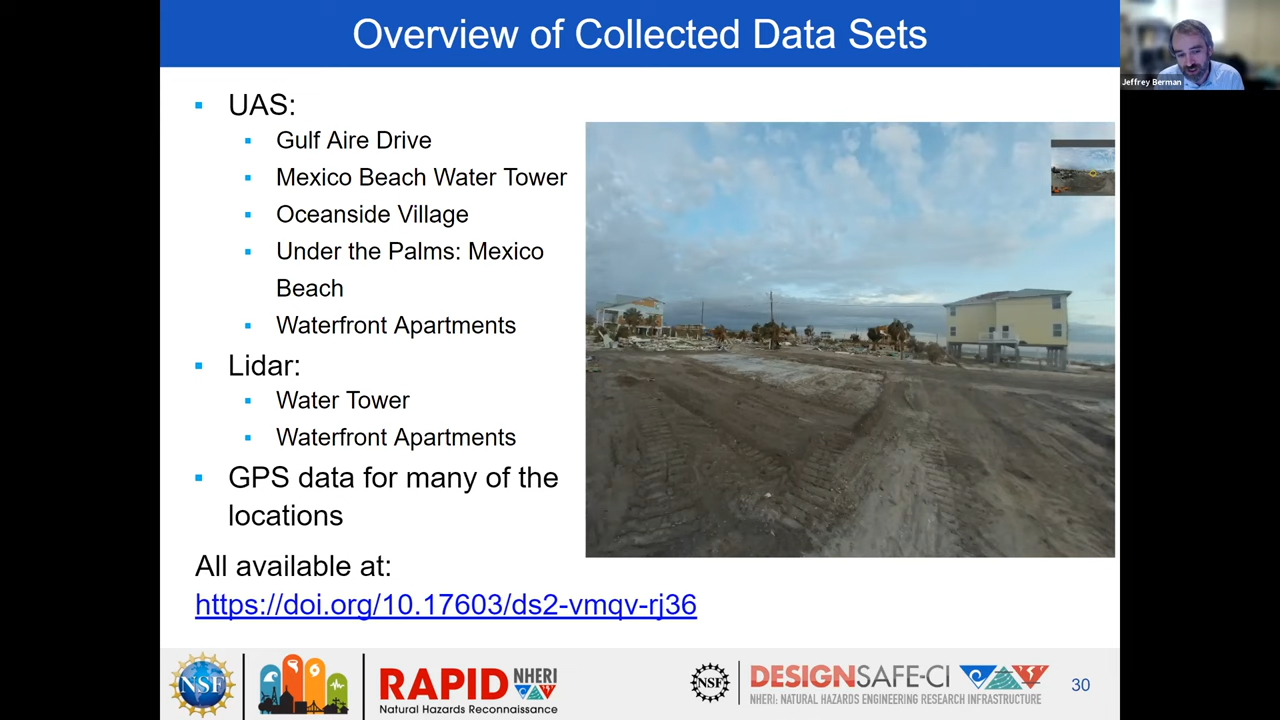 Overview of Collected Data Sets
Jeffrey Berman
UAS:
Gulf Aire Drive
Mexico Beach Water Tower
Oceanside Village
Under the Palms: Mexico
Beach
Waterfront Apartments
Lidar:
Water Tower
Waterfront Apartments
GPS data for many of the
locations
All available at:
https://doi.org/10.17603/ds2-vmqv-rj36
NSF
RAPID NHERI
Natural Hazards Reconnaissance
NSF
DESIGNSAFE-CI
NHERI: NATURAL HAZARDS ENGINEERING RESEARCH INFRASTRUCTURE
30